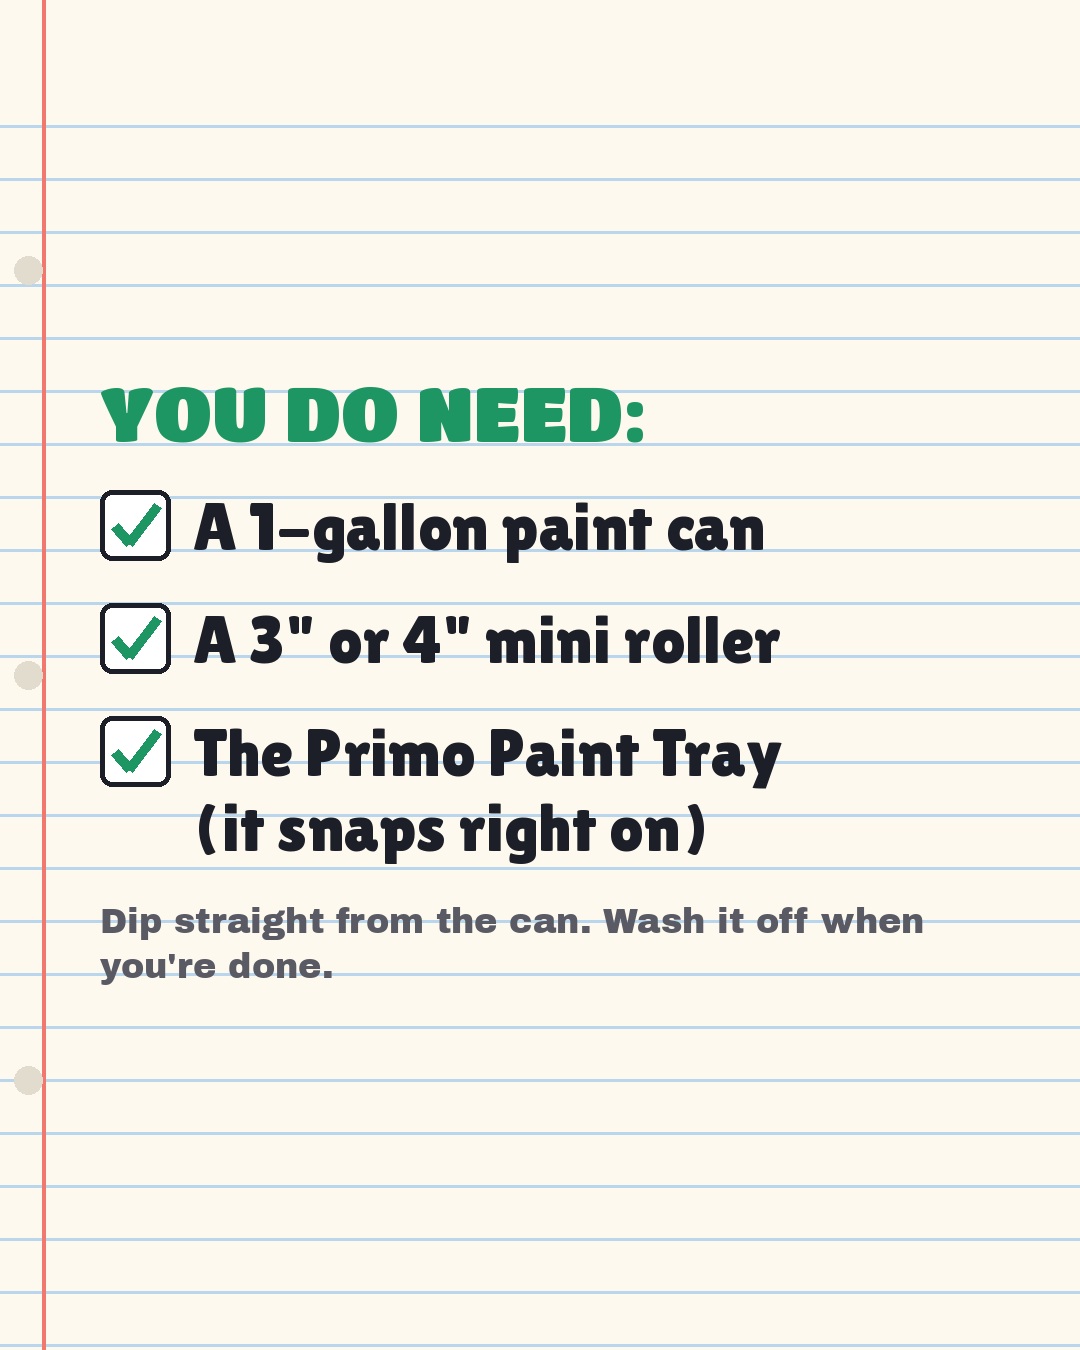 YOU DO NEED:
A 1-gallon paint can
A 3" or 4" mini roller
The Primo Paint Tray
(it snaps right on)
Dip straight from the can. Wash it off when
you're done.